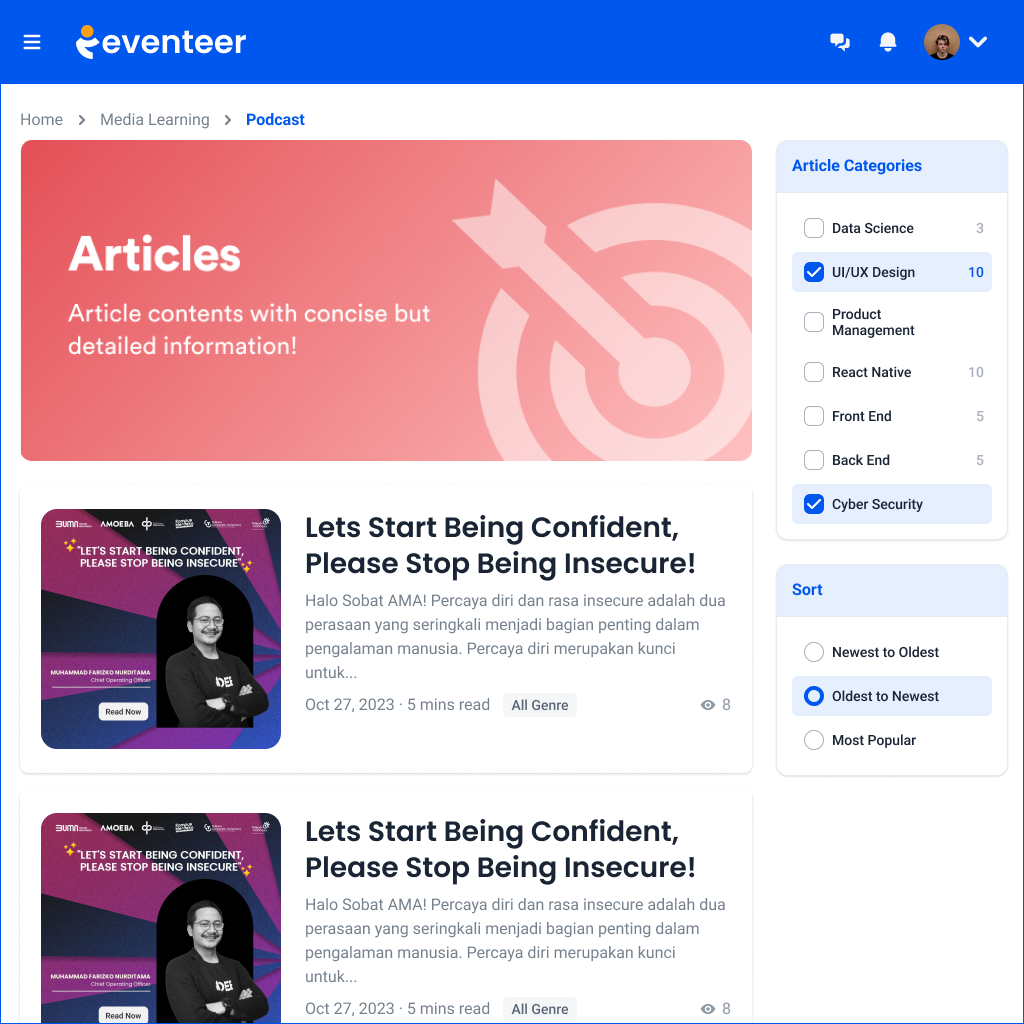 eventeer
Home
Media Learning
Podcast
Articles
Article contents with concise but
detailed information!
Article Categories
Data Science 3
UI/UX Design 10
Product
Management
React Native 10
Front End 5
Back End 5
Cyber Security
Sort
Newest to Oldest
Oldest to Newest
Most Popular
BUMN AMOEBA
"LET'S START BEING CONFIDENT,
PLEASE STOP BEING INSECURE"
MUHAMMAD FARIZKO NURDITAMA
Chief Operating Officer
Read Now
Lets Start Being Confident,
Please Stop Being Insecure!
Halo Sobat AMA! Percaya diri dan rasa insecure adalah dua
perasaan yang seringkali menjadi bagian penting dalam
pengalaman manusia. Percaya diri merupakan kunci
untuk...
Oct 27, 2023 · 5 mins read All Genre 8
BUMN AMOEBA
"LET'S START BEING CONFIDENT,
PLEASE STOP BEING INSECURE"
MUHAMMAD FARIZKO NURDITAMA
Chief Operating Officer
Read Now
Lets Start Being Confident,
Please Stop Being Insecure!
Halo Sobat AMA! Percaya diri dan rasa insecure adalah dua
perasaan yang seringkali menjadi bagian penting dalam
pengalaman manusia. Percaya diri merupakan kunci
untuk...
Oct 27, 2023 · 5 mins read All Genre 8